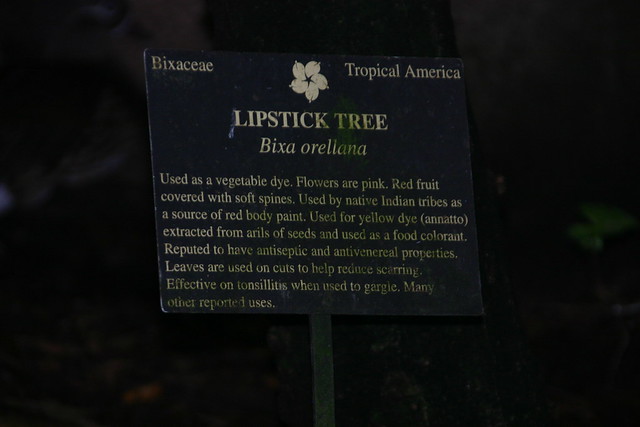 Bixaceae Tropical America
LIPSTICK TREE
Bixa orellana
Used as a vegetable dye. Flowers are pink. Red fruit
covered with soft spines. Used by native Indian tribes as
a source of red body paint. Used for yellow dye (annatto)
extracted from arils of seeds and used as a food colorant.
Reputed to have antiseptic and antivenereal properties.
Leaves are used on cuts to help reduce scarring.
Effective on tonsillitis when used to gargle. Many
other reported uses.